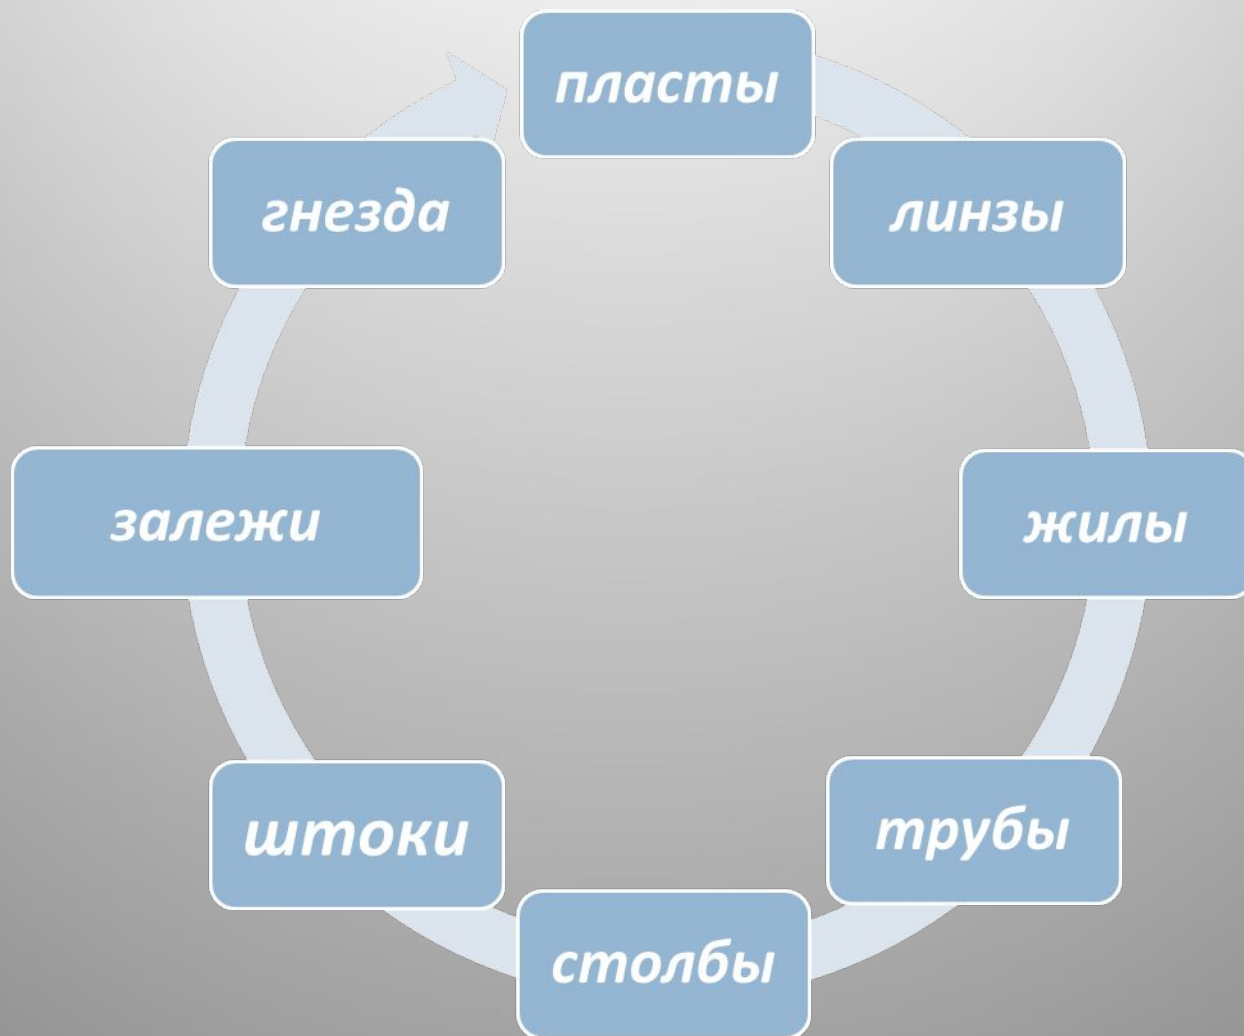 пласты
линзы
жилы
трубы
столбы
штоки
залежи
гнезда